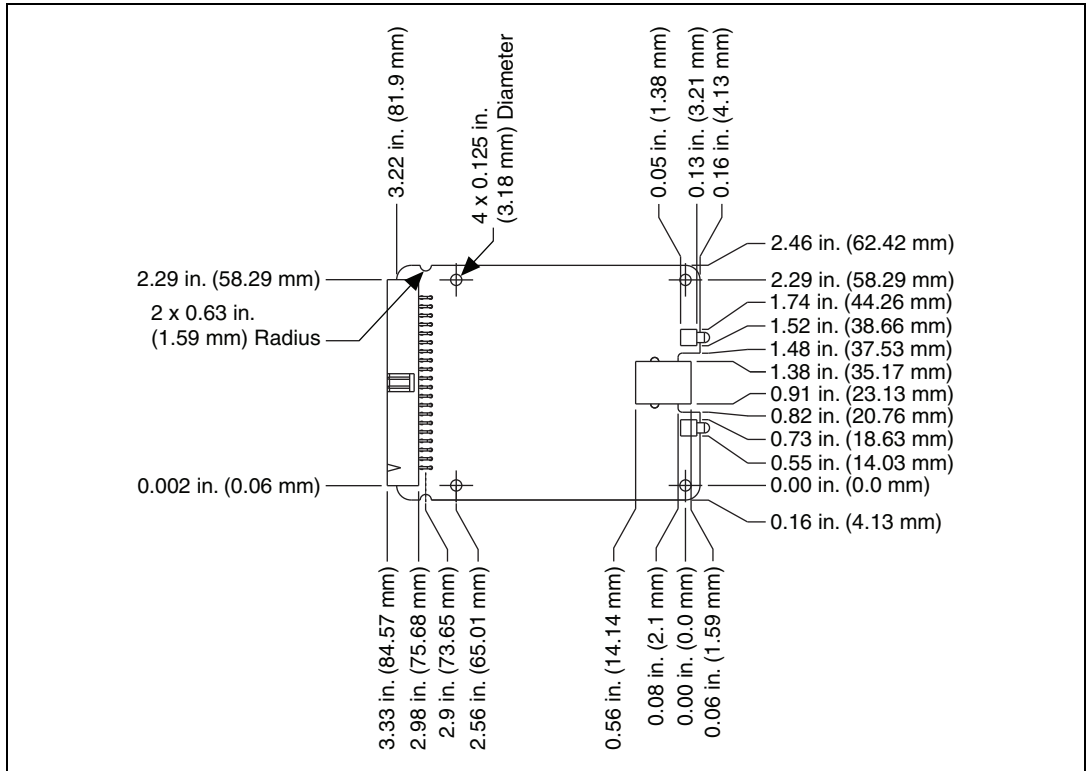 3.22 in. (81.9 mm)
4 x 0.125 in.
(3.18 mm) Diameter
0.05 in. (1.38 mm)
0.13 in. (3.21 mm)
0.16 in. (4.13 mm)
2.29 in. (58.29 mm)
2 x 0.63 in.
(1.59 mm) Radius
0.002 in. (0.06 mm)
2.46 in. (62.42 mm)
2.29 in. (58.29 mm)
1.74 in. (44.26 mm)
1.52 in. (38.66 mm)
1.48 in. (37.53 mm)
1.38 in. (35.17 mm)
0.91 in. (23.13 mm)
0.82 in. (20.76 mm)
0.73 in. (18.63 mm)
0.55 in. (14.03 mm)
0.00 in. (0.0 mm)
0.16 in. (4.13 mm)
3.33 in. (84.57 mm)
2.98 in. (75.68 mm)
2.9 in. (73.65 mm)
2.56 in. (65.01 mm)
0.56 in. (14.14 mm)
0.08 in. (2.1 mm)
0.00 in. (0.0 mm)
0.06 in. (1.59 mm)